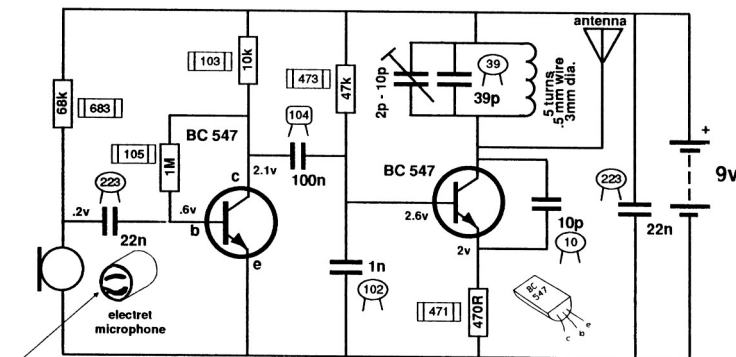 antenna
103
10k
473
47k
39
39p
2p - 10p
5 turns
.5 mm wire
3mm dia.
68k
683
104
105
1M
BC 547
c
2.1v
100n
BC 547
+
9v
223
.2v
.6v
b
22n
e
2.6v
2v
10p
10
223
22n
1n
102
electret
microphone
471
470R
BC
547
c
b
e